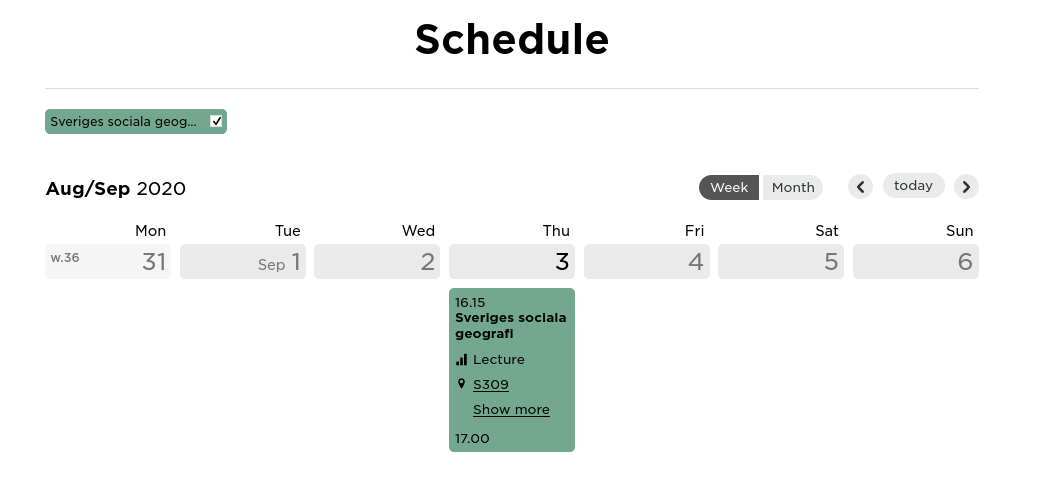 Schedule
Sveriges sociala geog...
Aug/Sep 2020
Week Month today
Mon Tue Wed Thu Fri Sat Sun
w.36 31 Sep 1 2 3 4 5 6
16.15
Sveriges sociala
geografi
Lecture
S309
Show more
17.00